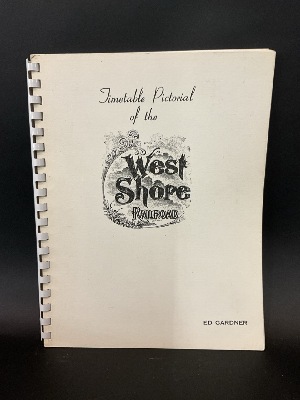 Timetable Pictorial
of the
West
Shore
RAILROAD
ED GARDNER